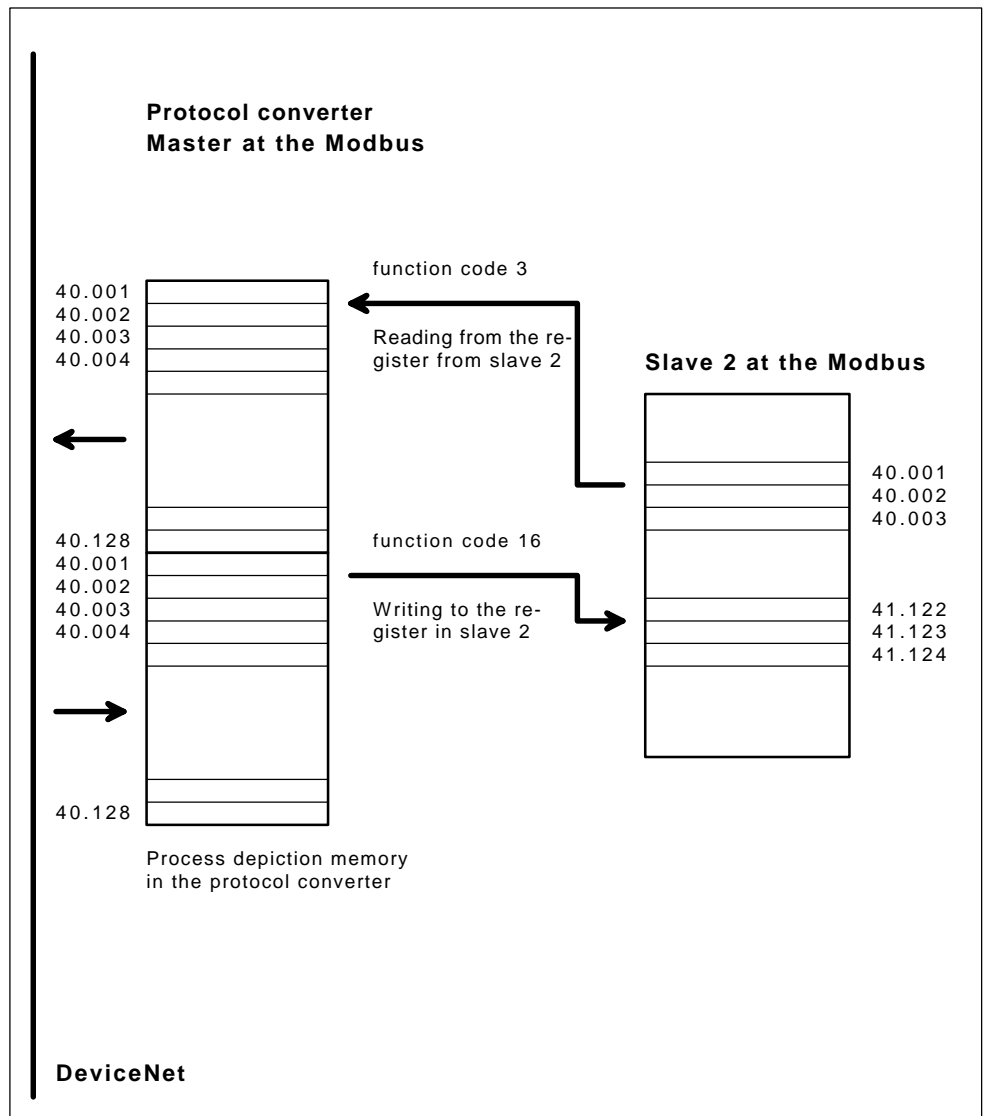 Protocol converter
Master at the Modbus
function code 3
40.001
40.002
40.003
40.004
Reading from the re-
gister from slave 2
Slave 2 at the Modbus
40.001
40.002
40.003
40.128
40.001
40.002
40.003
40.004
function code 16
Writing to the re-
gister in slave 2
41.122
41.123
41.124
40.128
Process depiction memory
in the protocol converter
DeviceNet